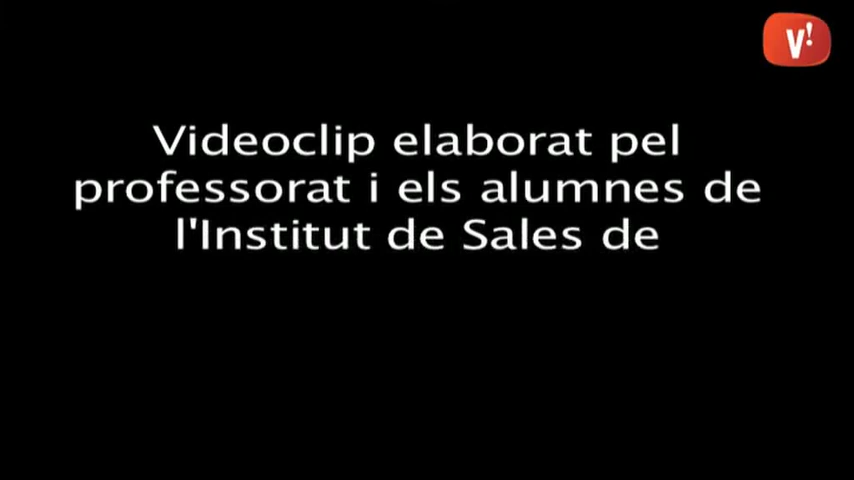 V!
Videoclip elaborat pel
professorat i els alumnes de
l'Institut de Sales de